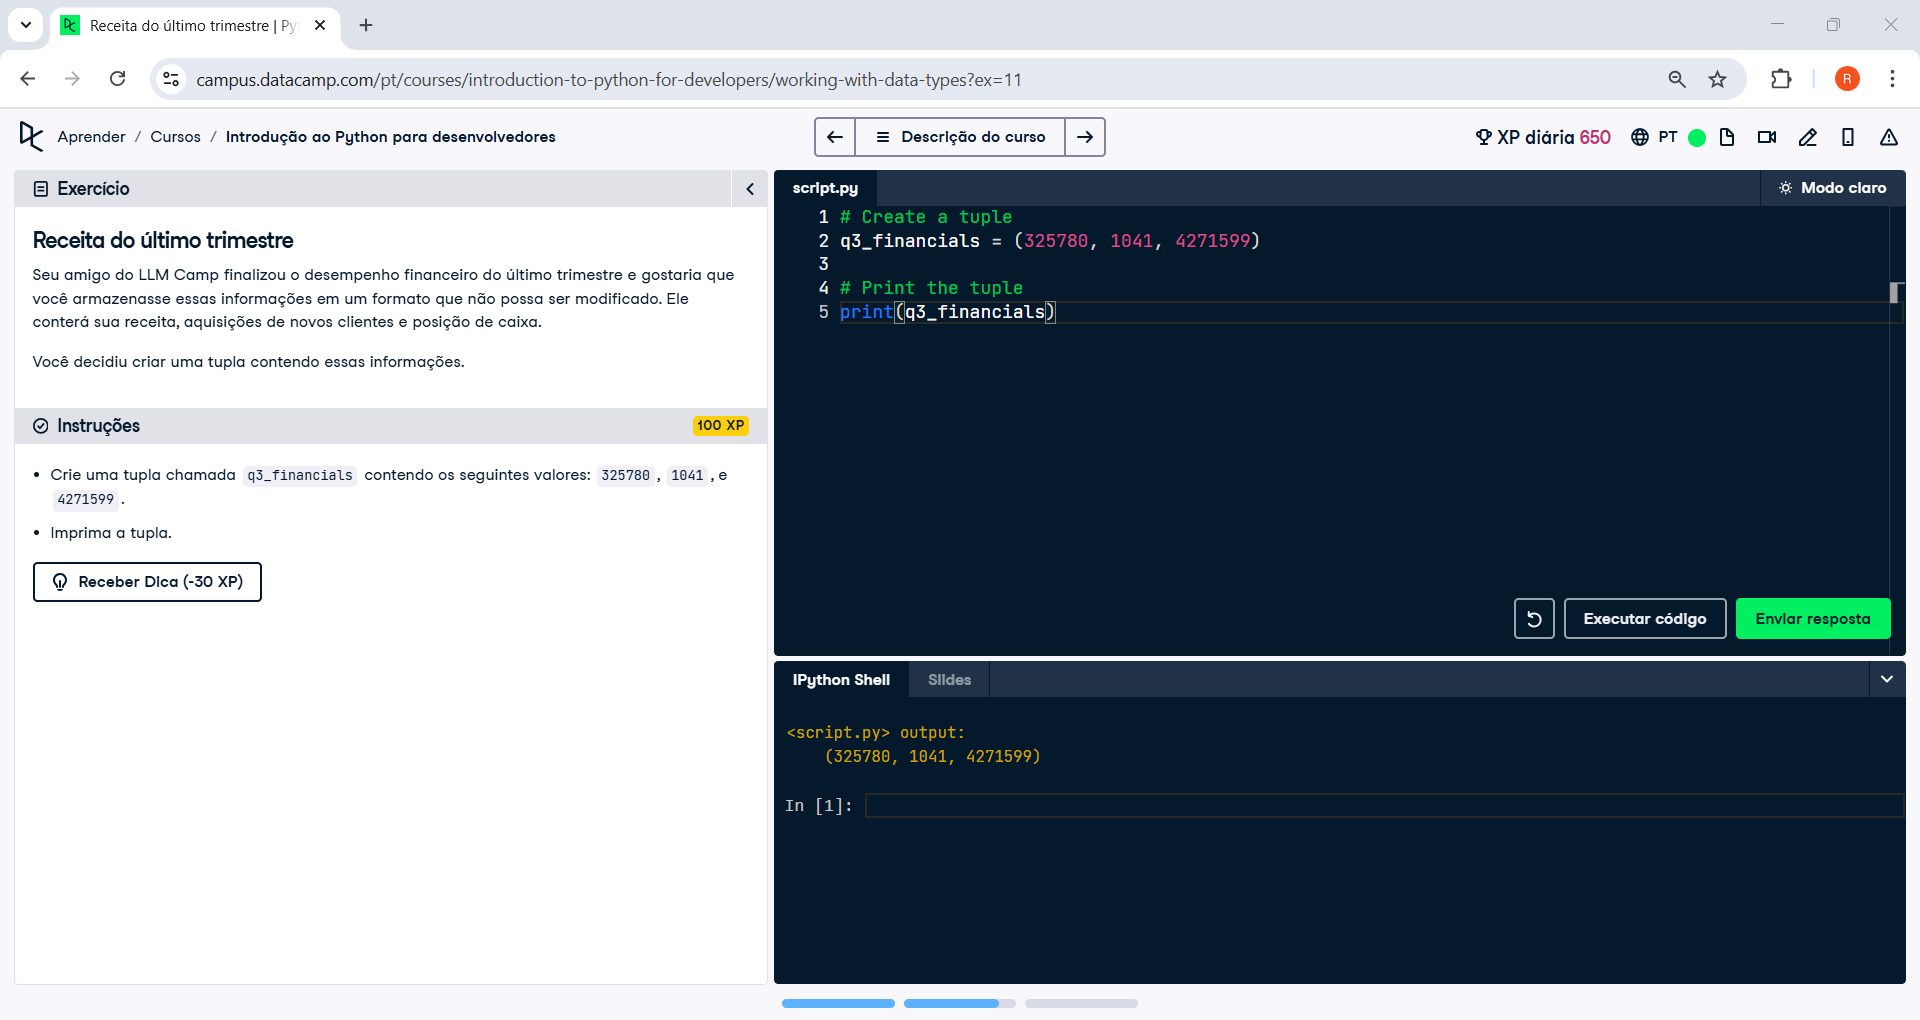 Receita do último trimestre | Py
campus.datacamp.com/pt/courses/introduction-to-python-for-developers/working-with-data-types?ex=11
R
Aprender / Cursos / Introdução ao Python para desenvolvedores
Descrição do curso
XP diária 650
PT
Exercício
Receita do último trimestre
Seu amigo do LLM Camp finalizou o desempenho financeiro do último trimestre e gostaria que
você armazenasse essas informações em um formato que não possa ser modificado. Ele
conterá sua receita, aquisições de novos clientes e posição de caixa.
Você decidiu criar uma tupla contendo essas informações.
Instruções
100 XP
• Crie uma tupla chamada q3_financials contendo os seguintes valores: 325780 , 1041 , e
4271599 .
• Imprima a tupla.
Receber Dica (-30 XP)
script.py
Modo claro
1 # Create a tuple
2 q3_financials = (325780, 1041, 4271599)
3
4 # Print the tuple
5 print(q3_financials)
Executar código
Enviar resposta
IPython Shell
Slides
<script.py> output:
(325780, 1041, 4271599)
In [1]: